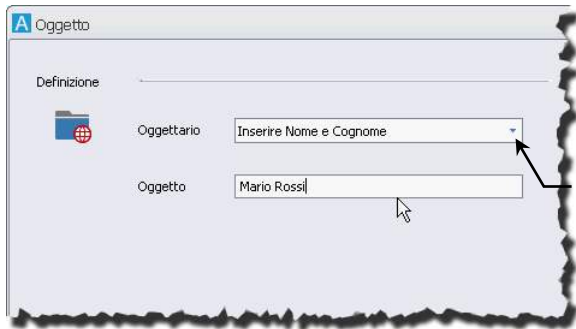 A Oggetto
Definizione
Oggettario Inserire Nome e Cognome
Oggetto Mario Rossi